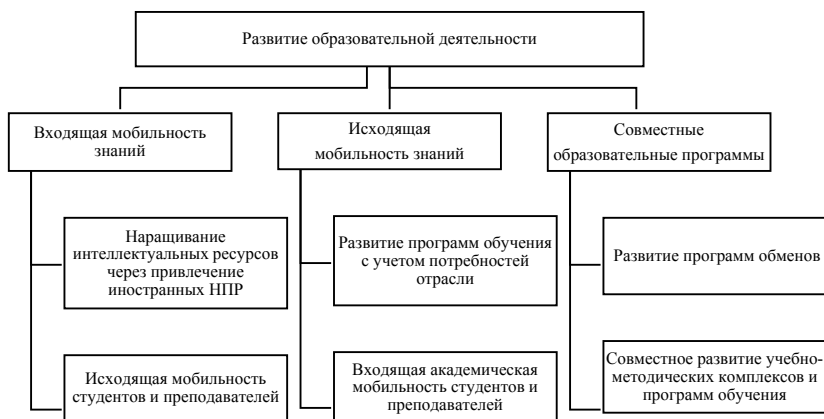 Развитие образовательной деятельности
Входящая мобильность
знаний
Исходящая
мобильность знаний
Совместные
образовательные программы
Наращивание
интеллектуальных ресурсов
через привлечение
иностранных НПР
Развитие программ обучения
с учетом потребностей
отрасли
Развитие программ обменов
Исходящая мобильность
студентов и преподавателей
Входящая академическая
мобильность студентов и
преподавателей
Совместное развитие учебно-
методических комплексов и
программ обучения